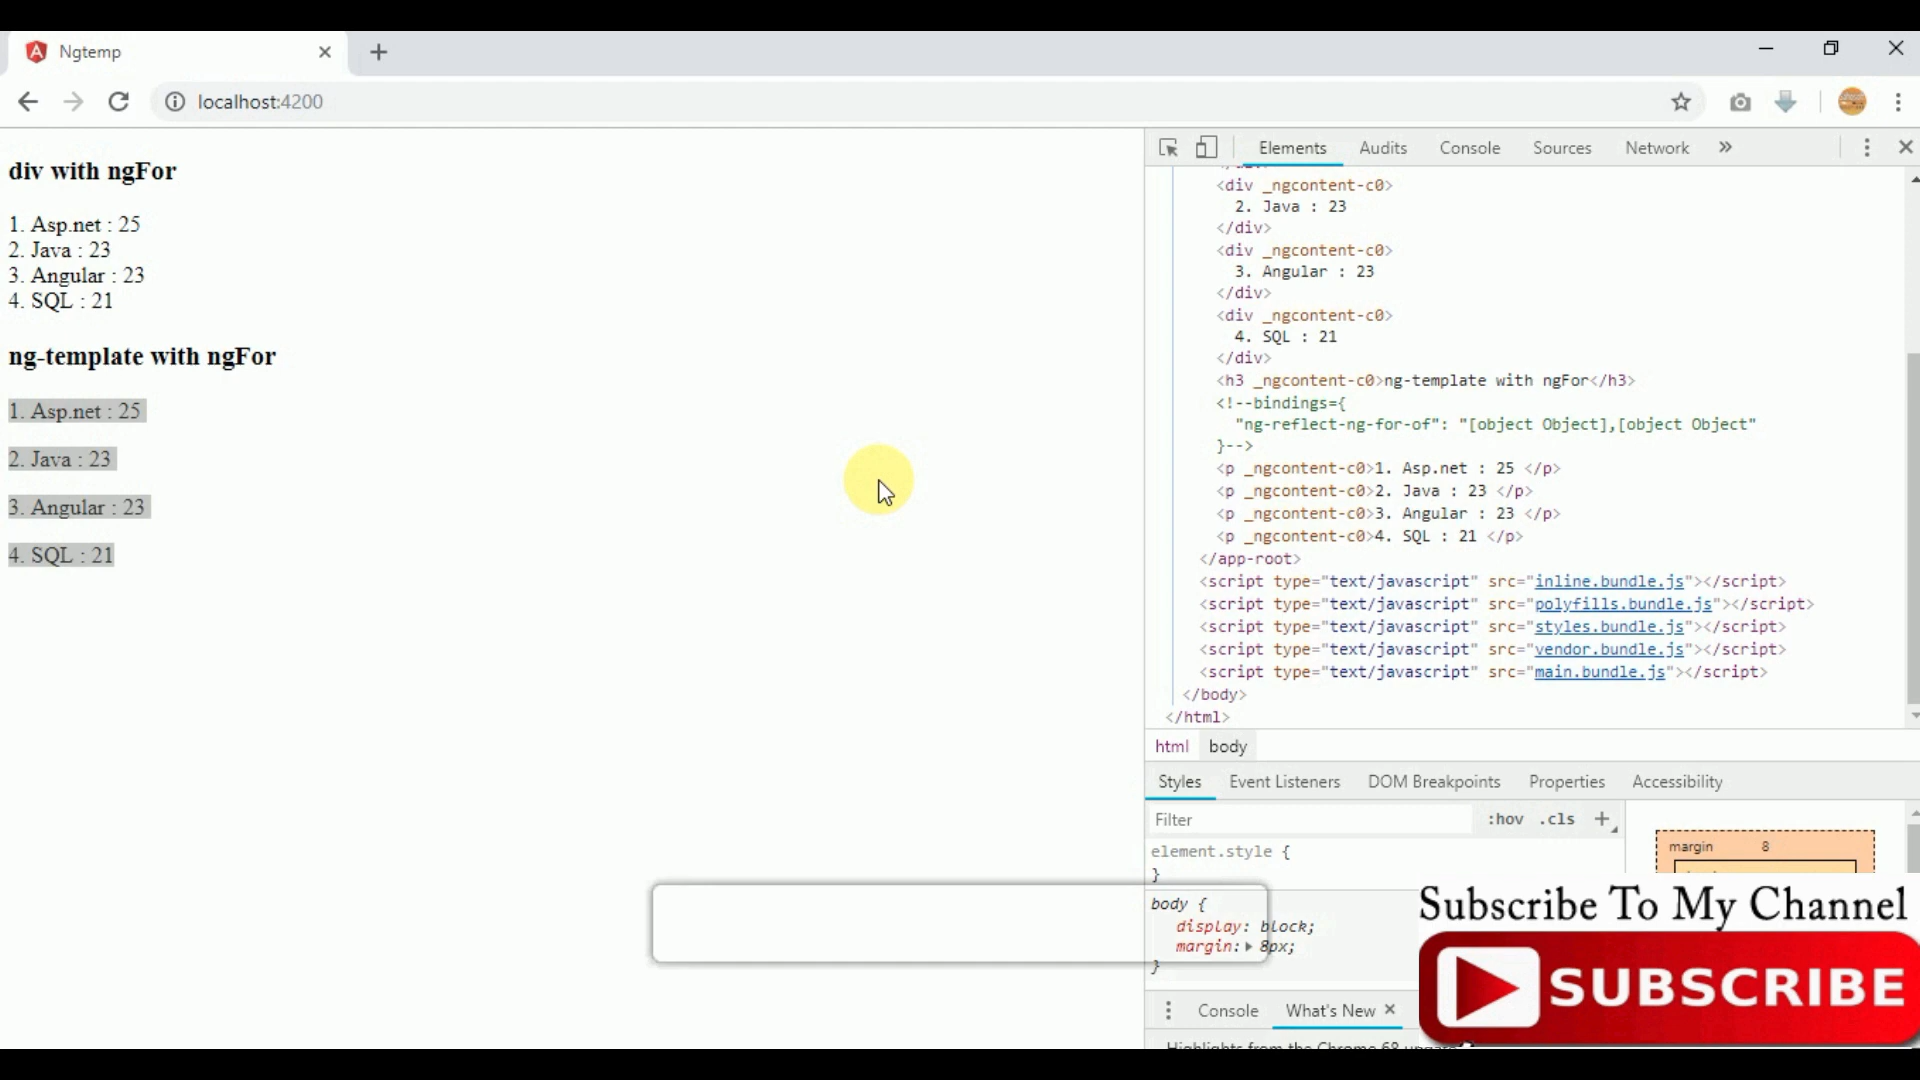 Ngtemp
localhost:4200
div with ngFor
1. Asp.net : 25
2. Java : 23
3. Angular : 23
4. SQL : 21
ng-template with ngFor
1. Asp.net : 25
2. Java : 23
3. Angular : 23
4. SQL : 21
Elements Audits Console Sources Network »
<div _ngcontent-c0>
2. Java : 23
</div>
<div _ngcontent-c0>
3. Angular : 23
</div>
<div _ngcontent-c0>
4. SQL : 21
</div>
<h3 _ngcontent-c0>ng-template with ngFor</h3>
<!--bindings={
"ng-reflect-ng-for-of": "[object Object],[object Object"
}-->
<p _ngcontent-c0>1. Asp.net : 25 </p>
<p _ngcontent-c0>2. Java : 23 </p>
<p _ngcontent-c0>3. Angular : 23 </p>
<p _ngcontent-c0>4. SQL : 21 </p>
</app-root>
<script type="text/javascript" src="inline.bundle.js"></script>
<script type="text/javascript" src="polyfills.bundle.js"></script>
<script type="text/javascript" src="styles.bundle.js"></script>
<script type="text/javascript" src="vendor.bundle.js"></script>
<script type="text/javascript" src="main.bundle.js"></script>
</body>
</html>
html body
Styles Event Listeners DOM Breakpoints Properties Accessibility
Filter :hov .cls +
element.style {
}
margin 8
body {
display: block;
margin: 8px;
}
Console What's New
Highlights from the Chrome 68 update
Subscribe To My Channel
SUBSCRIBE